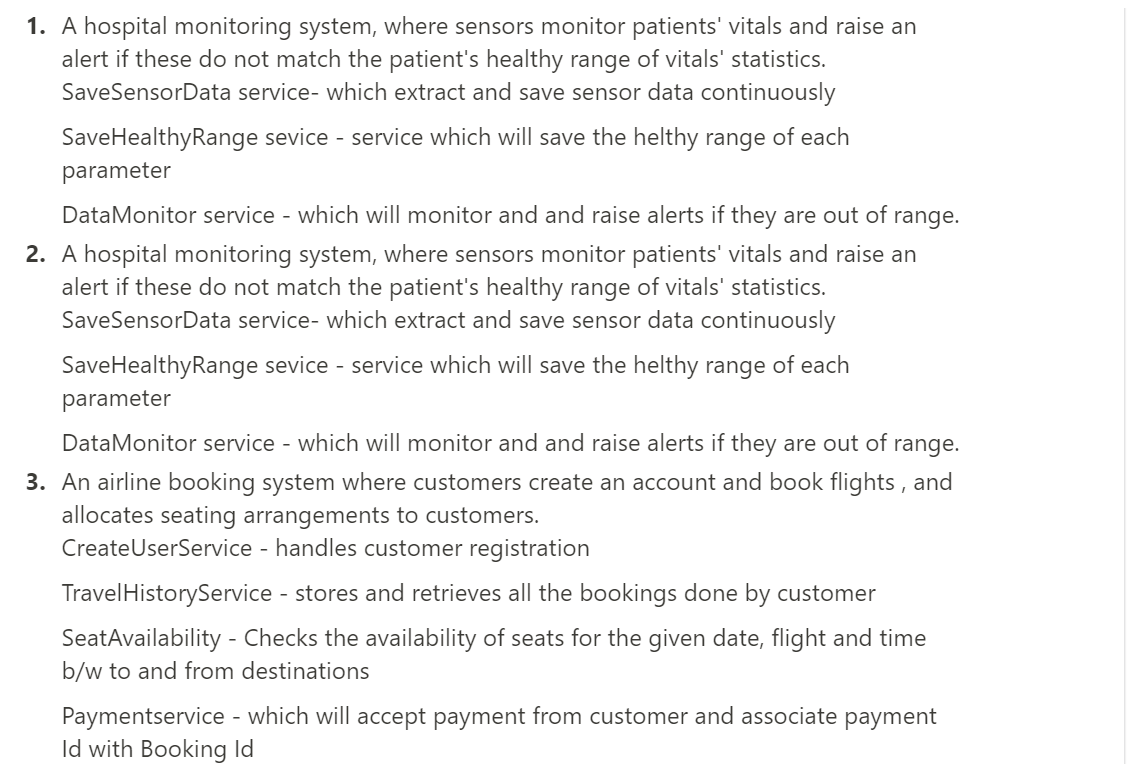 1. A hospital monitoring system, where sensors monitor patients' vitals and raise an
alert if these do not match the patient's healthy range of vitals' statistics.
SaveSensorData service- which extract and save sensor data continuously
SaveHealthyRange sevice - service which will save the helthy range of each
parameter
DataMonitor service - which will monitor and and raise alerts if they are out of range.
2. A hospital monitoring system, where sensors monitor patients' vitals and raise an
alert if these do not match the patient's healthy range of vitals' statistics.
SaveSensorData service- which extract and save sensor data continuously
SaveHealthyRange sevice - service which will save the helthy range of each
parameter
DataMonitor service - which will monitor and and raise alerts if they are out of range.
3. An airline booking system where customers create an account and book flights , and
allocates seating arrangements to customers.
CreateUserService - handles customer registration
TravelHistoryService - stores and retrieves all the bookings done by customer
SeatAvailability - Checks the availability of seats for the given date, flight and time
b/w to and from destinations
Paymentservice - which will accept payment from customer and associate payment
Id with Booking Id